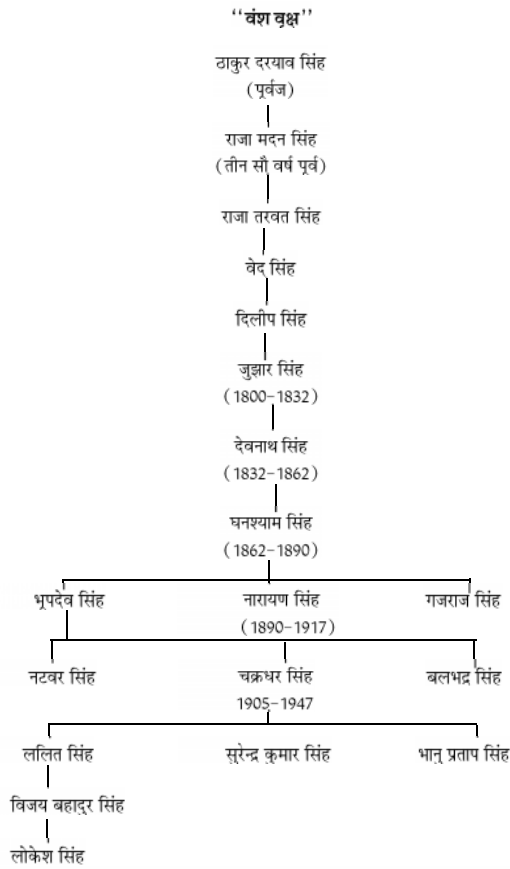 “वंश वृक्ष”
ठाकुर दरयाव सिंह
(पूर्वज)
राजा मदन सिंह
(तीन सौ वर्ष पूर्व)
राजा तरवत सिंह
वेद सिंह
दिलीप सिंह
जुझार सिंह
(1800-1832)
देवनाथ सिंह
(1832-1862)
घनश्याम सिंह
(1862-1890)
भूपदेव सिंह नारायण सिंह गजराज सिंह
(1890-1917)
नटवर सिंह चक्रधर सिंह बलभद्र सिंह
1905-1947
ललित सिंह सुरेन्द्र कुमार सिंह भानु प्रताप सिंह
विजय बहादुर सिंह
लोकेश सिंह